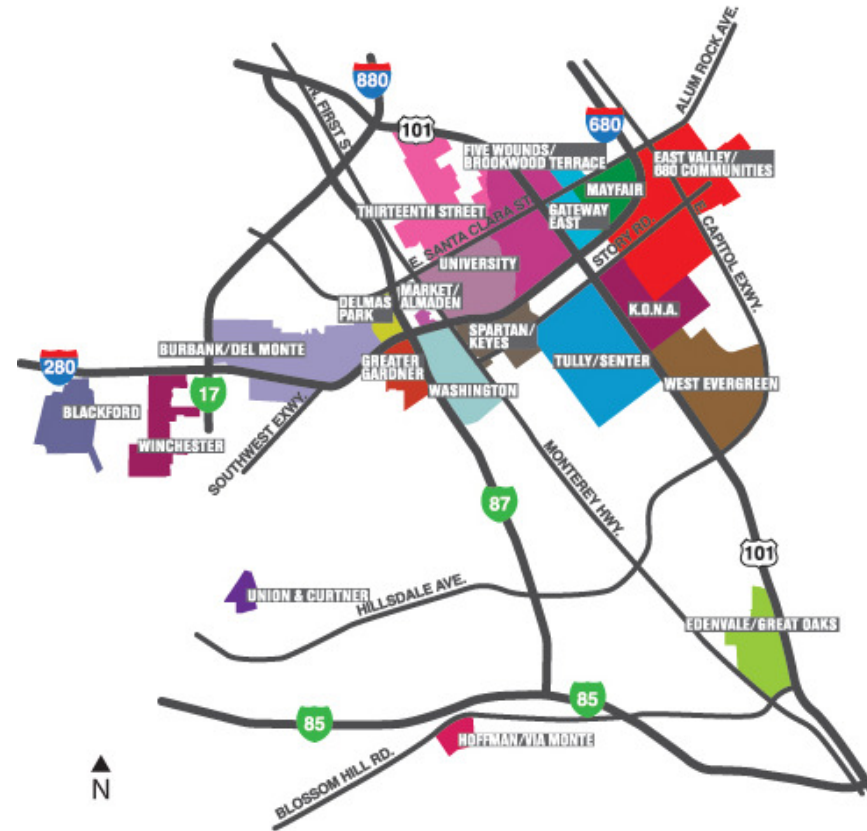 ALUM ROCK AVE.
880
N. FIRST S
101
680
FIVE WOUNDS/
BROOKWOOD TERRACE
EAST VALLEY/
680 COMMUNITIES
MAYFAIR
THIRTEENTH STREET
GATEWAY
EAST
E. SANTA CLARA ST.
STORY RD.
E. CAPITOL EXWY.
UNIVERSITY
MARKET/
ALMADEN
DELMAS
PARK
K.O.N.A.
SPARTAN/
KEYES
BURBANK/DEL MONTE
TULLY/SENTER
280
GREATER
GARDNER
WASHINGTON
WEST EVERGREEN
17
BLACKFORD
WINCHESTER
SOUTHWEST EXWY.
MONTEREY HWY.
87
101
UNION & CURTNER
HILLSDALE AVE.
EDENVALE/GREAT OAKS
85
85
HOFFMAN/VIA MONTE
BLOSSOM HILL RD.
N